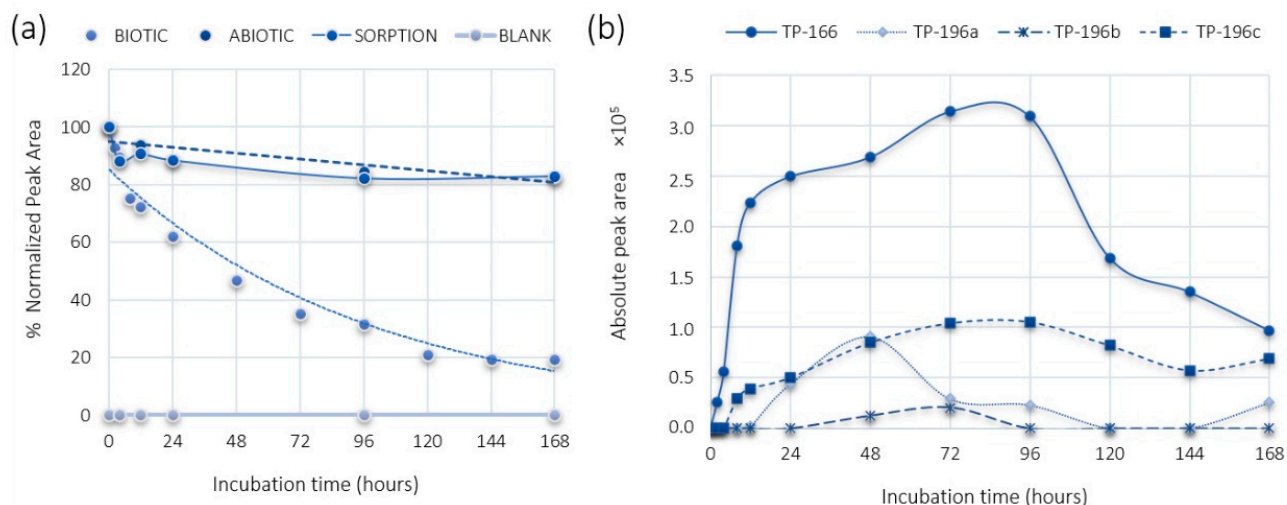 (a)
BIOTIC ABIOTIC SORPTION BLANK
% Normalized Peak Area
120
100
80
60
40
20
0
0 24 48 72 96 120 144 168
Incubation time (hours)
(b)
TP-166 TP-196a TP-196b TP-196c
Absolute peak area ×10⁵
3.5
3.0
2.5
2.0
1.5
1.0
0.5
0.0
0 24 48 72 96 120 144 168
Incubation time (hours)